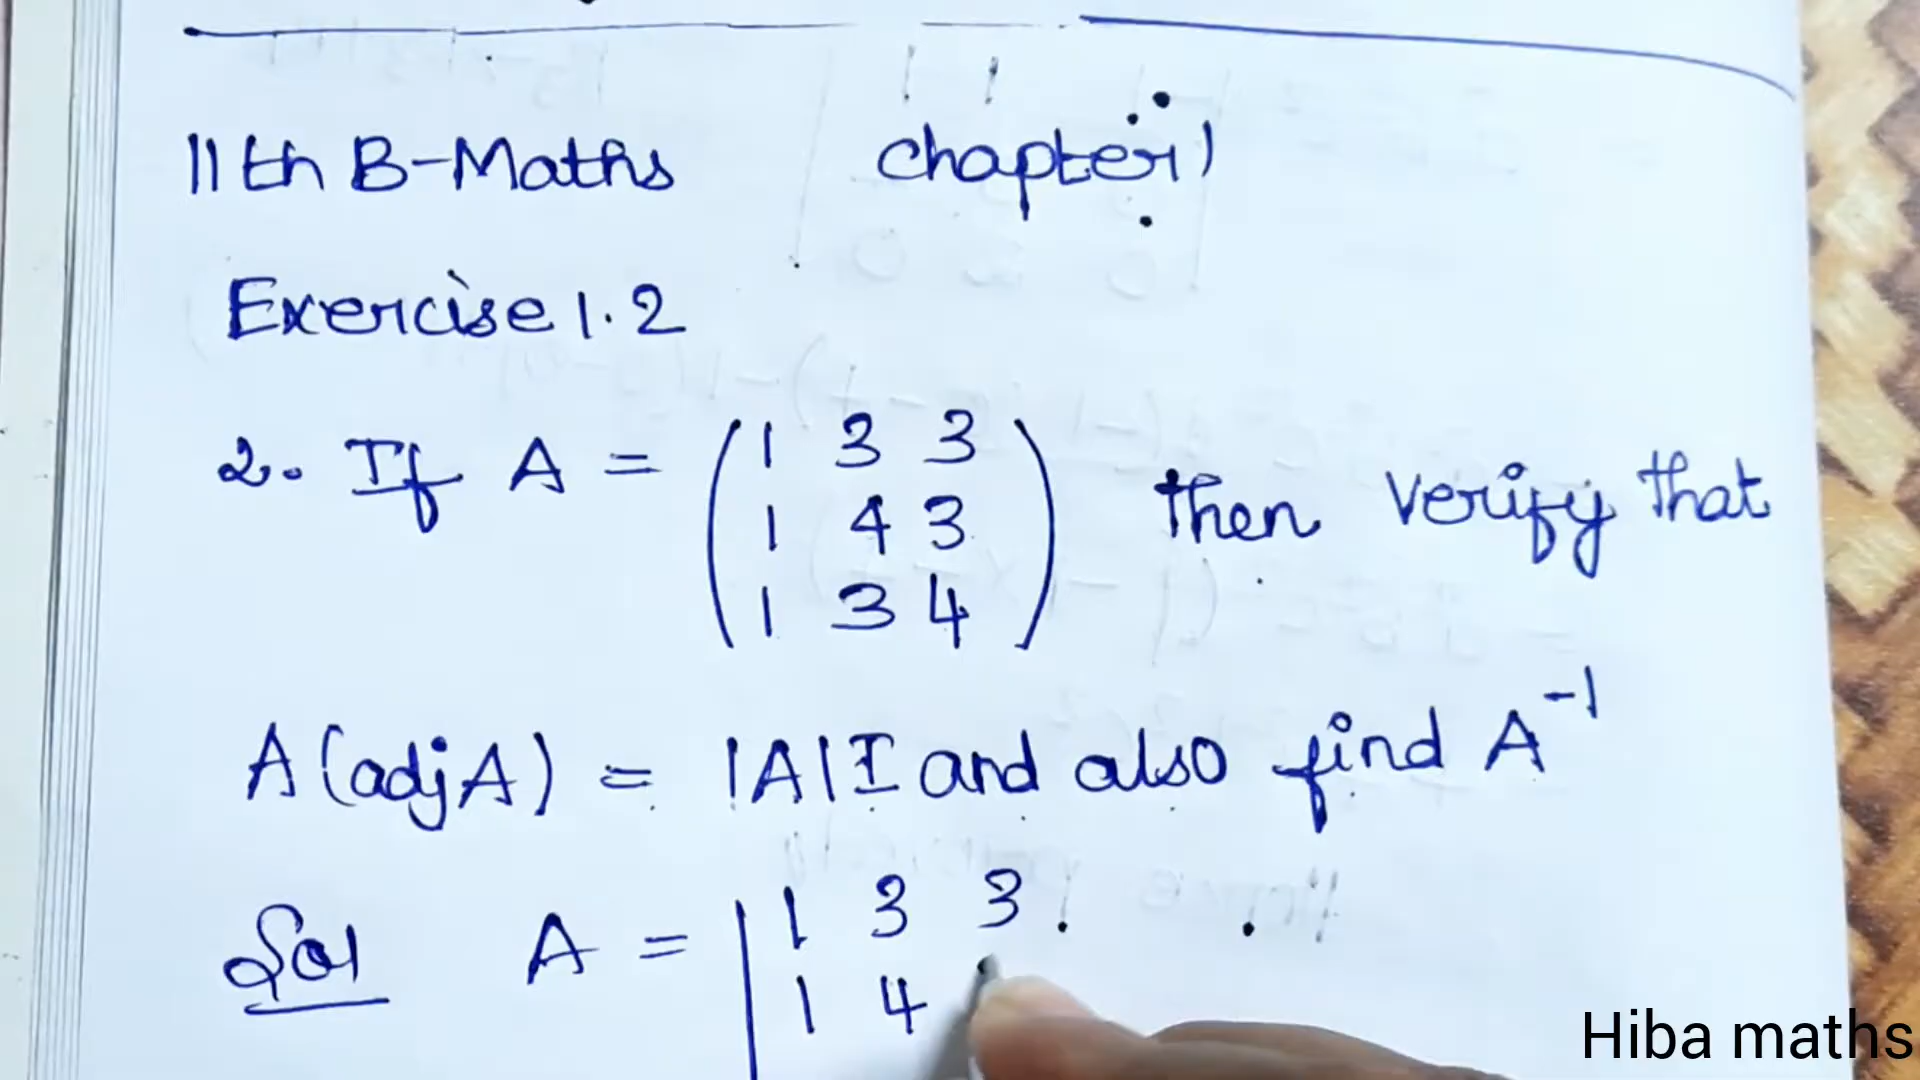 11th B-Maths chapter 1
Exercise 1.2
2. If A = ( 1 3 3
1 4 3
1 3 4 ) then verify that
A(adj A) = |A| I and also find A⁻¹
Sol A = | 1 3 3
1 4
Hiba maths